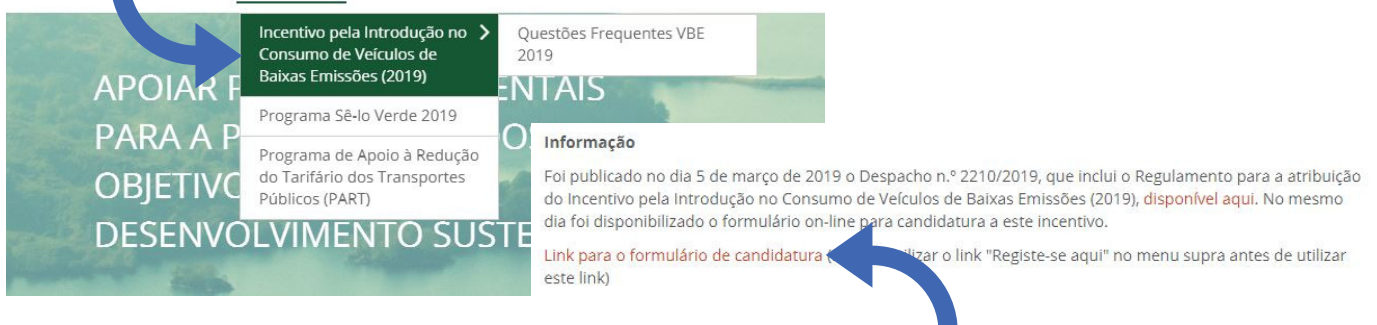 Incentivo pela Introdução no
Consumo de Veículos de
Baixas Emissões (2019)
Questões Frequentes VBE
2019
Programa Sê-lo Verde 2019
Programa de Apoio à Redução
do Tarifário dos Transportes
Públicos (PART)
APOIAR ENTAIS
PARA A
OBJETIVO
DESENVOLVIMENTO
Informação
Foi publicado no dia 5 de março de 2019 o Despacho n.º 2210/2019, que inclui o Regulamento para a atribuição
do Incentivo pela Introdução no Consumo de Veículos de Baixas Emissões (2019), disponível aqui. No mesmo
dia foi disponibilizado o formulário on-line para candidatura a este incentivo.
Link para o formulário de candidatura ( o link "Registe-se aqui" no menu supra antes de utilizar
este link)